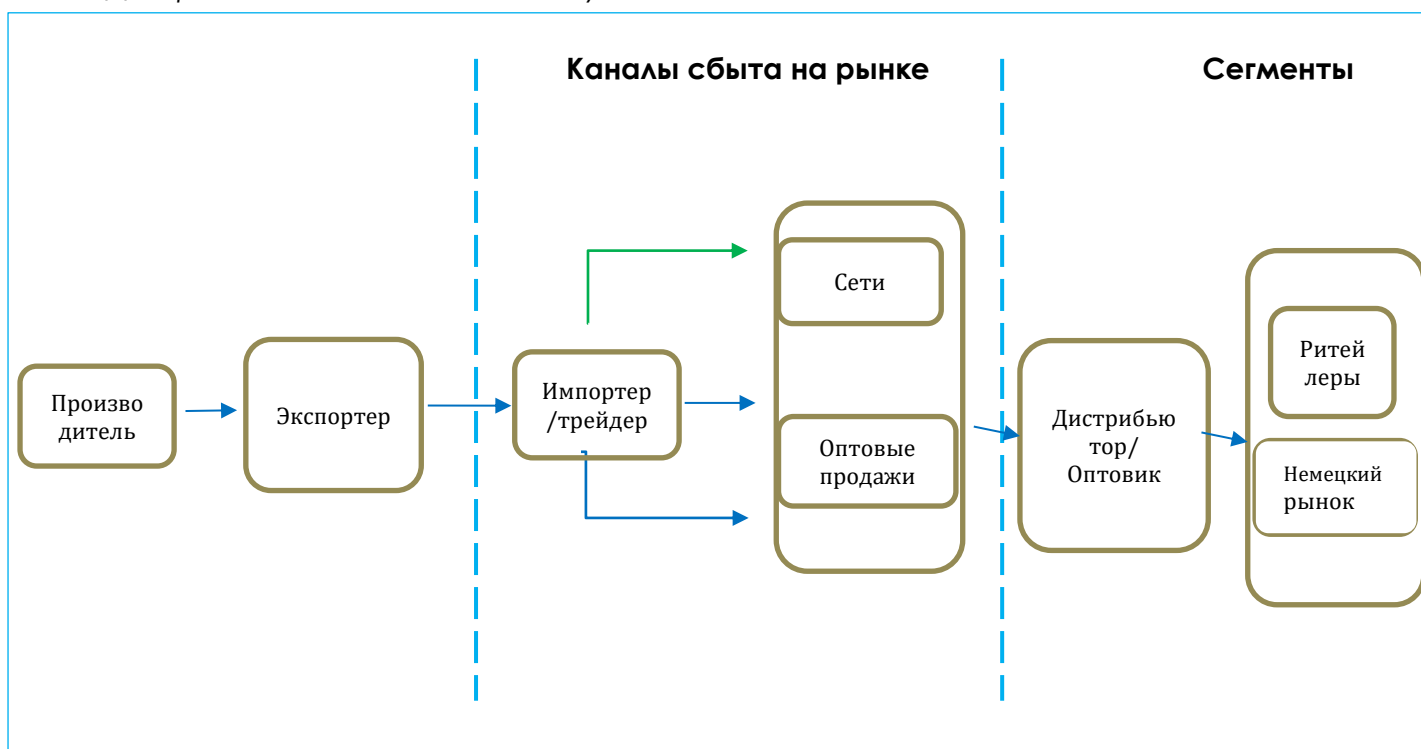 Каналы сбыта на рынке
Сегменты
Произво
дитель
Экспортер
Импортер
/трейдер
Сети
Оптовые
продажи
Дистрибью
тор/
Оптовик
Ритей
леры
Немецкий
рынок